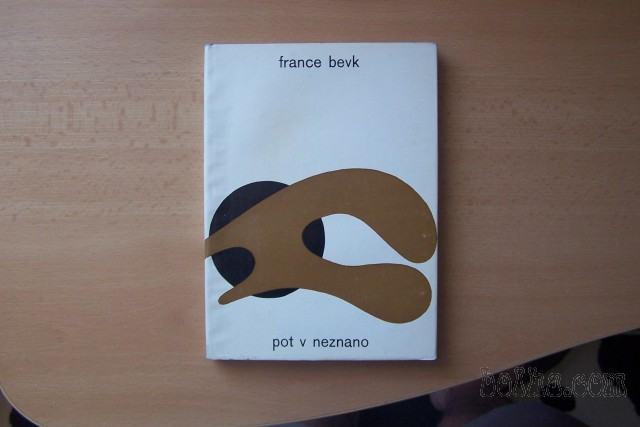 france bevk
pot v neznano
bolha.com